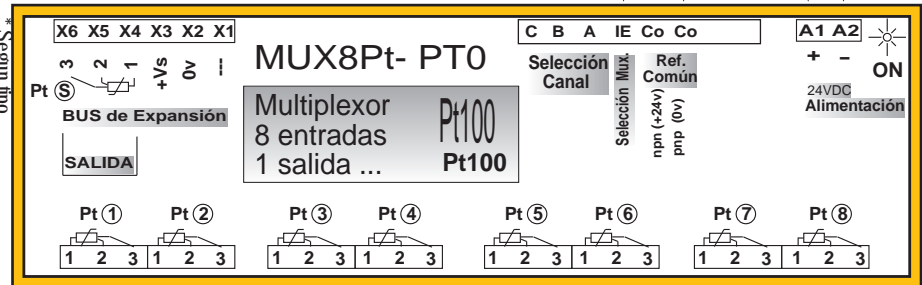 X6 X5 X4 X3 X2 X1
3 2 1 +Vs 0v ---
Pt S
BUS de Expansión
SALIDA
MUX8Pt- PT0
Multiplexor
8 entradas
1 salida ...
Pt100
Pt100
C B A IE Co Co
Selección
Canal
Selección Mux.
Ref.
Común
npn (+24v)
pnp (0v)
A1 A2
+ -
ON
24VDC
Alimentación
Pt 1 Pt 2 Pt 3 Pt 4 Pt 5 Pt 6 Pt 7 Pt 8
1 2 3 1 2 3 1 2 3 1 2 3 1 2 3 1 2 3 1 2 3 1 2 3